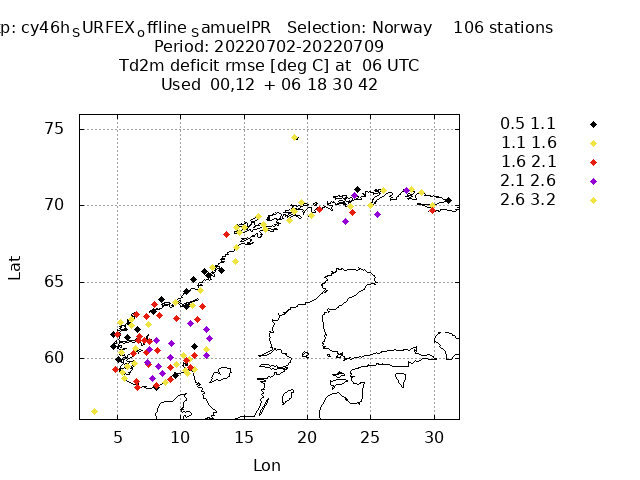 xp: cy46h_SURFEX_offline_SamuelPR Selection: Norway 106 stations
Period: 20220702-20220709
Td2m deficit rmse [deg C] at 06 UTC
Used 00,12 + 06 18 30 42
0.5 1.1
1.1 1.6
1.6 2.1
2.1 2.6
2.6 3.2
75
70
65
60
Lat
5 10 15 20 25 30
Lon